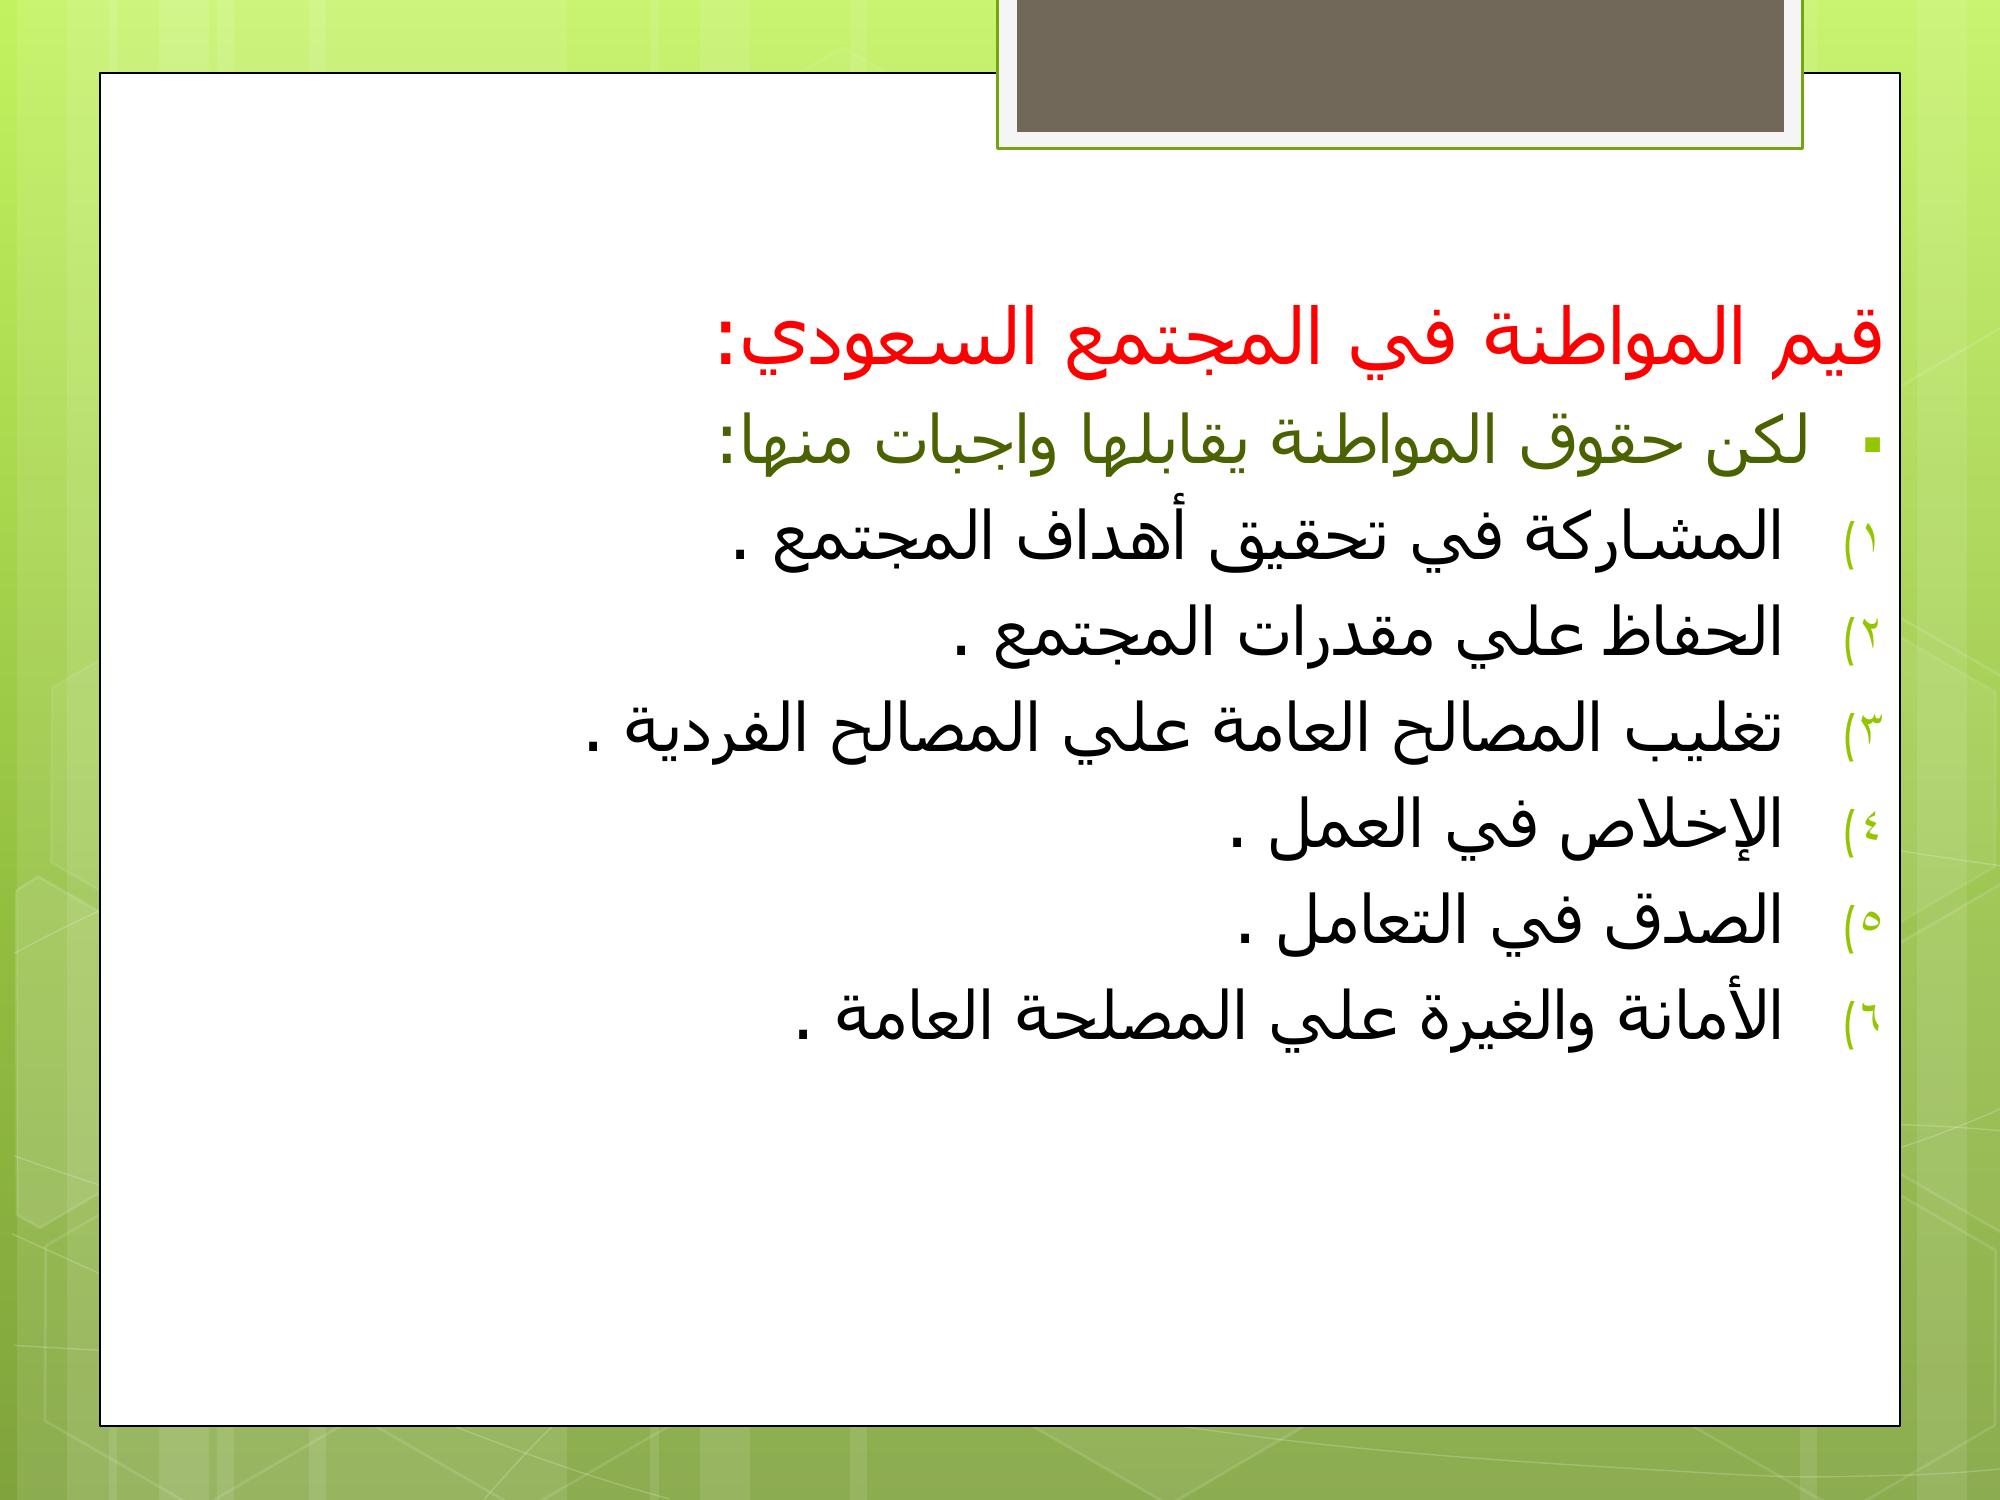 قيم المواطنة في المجتمع السعودي:
▪ لكن حقوق المواطنة يقابلها واجبات منها:
١) المشاركة في تحقيق أهداف المجتمع .
٢) الحفاظ علي مقدرات المجتمع .
٣) تغليب المصالح العامة علي المصالح الفردية .
٤) الإخلاص في العمل .
٥) الصدق في التعامل .
٦) الأمانة والغيرة علي المصلحة العامة .